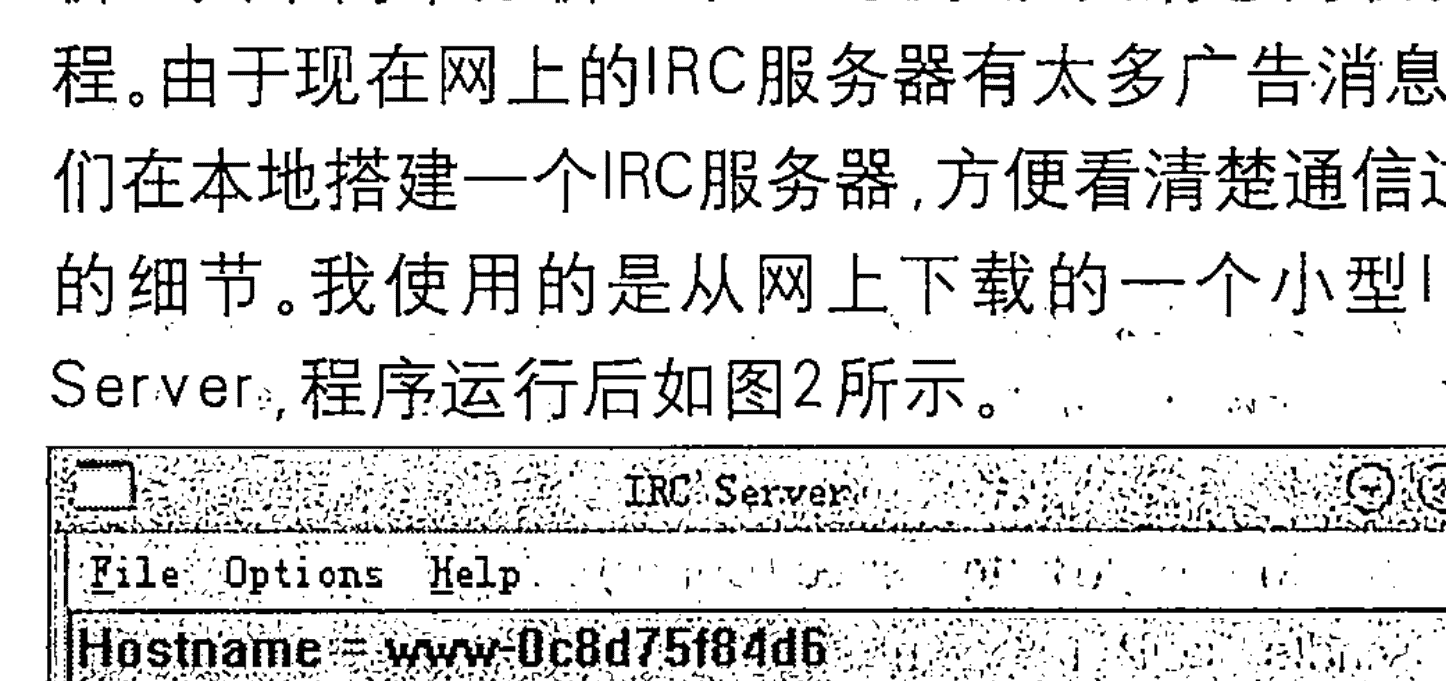 程。由于现在网上的IRC服务器有太多广告消息
们在本地搭建一个IRC服务器,方便看清楚通信
的细节。我使用的是从网上下载的一个小型I
Server,程序运行后如图2所示。
IRC Server
File Options Help
Hostname = www-0c8d75f84d6